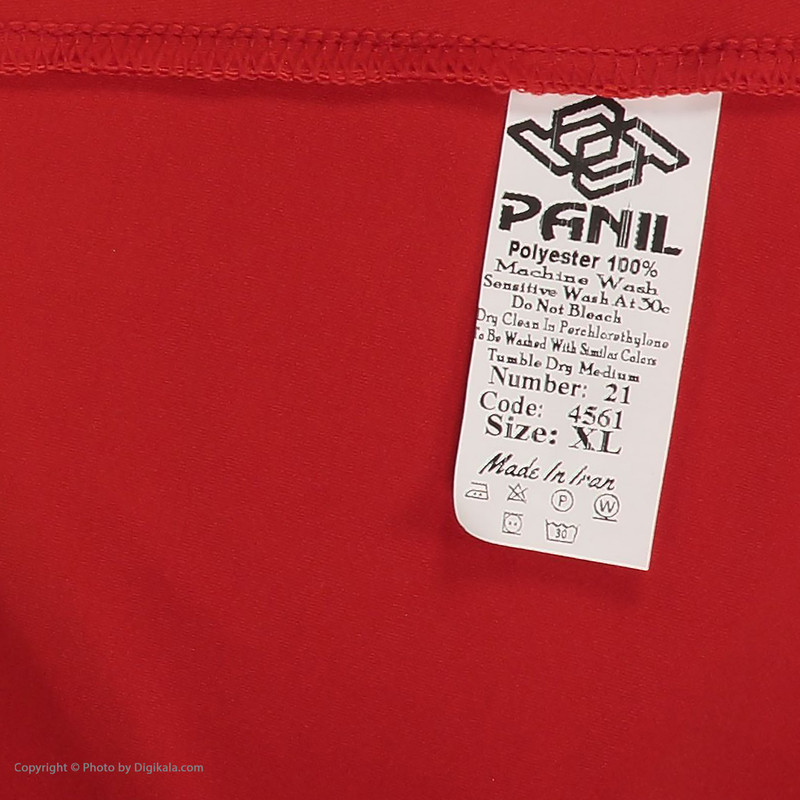 PANIL
Polyester 100%
Machine Wash
Sensitive Wash At 30c
Do Not Bleach
Dry Clean In Perchlorethylene
To Be Washed With Similar Colors
Tumble Dry Medium
Number: 21
Code: 4561
Size: XL
Made In Iran
P
W
30
Copyright © Photo by Digikala.com